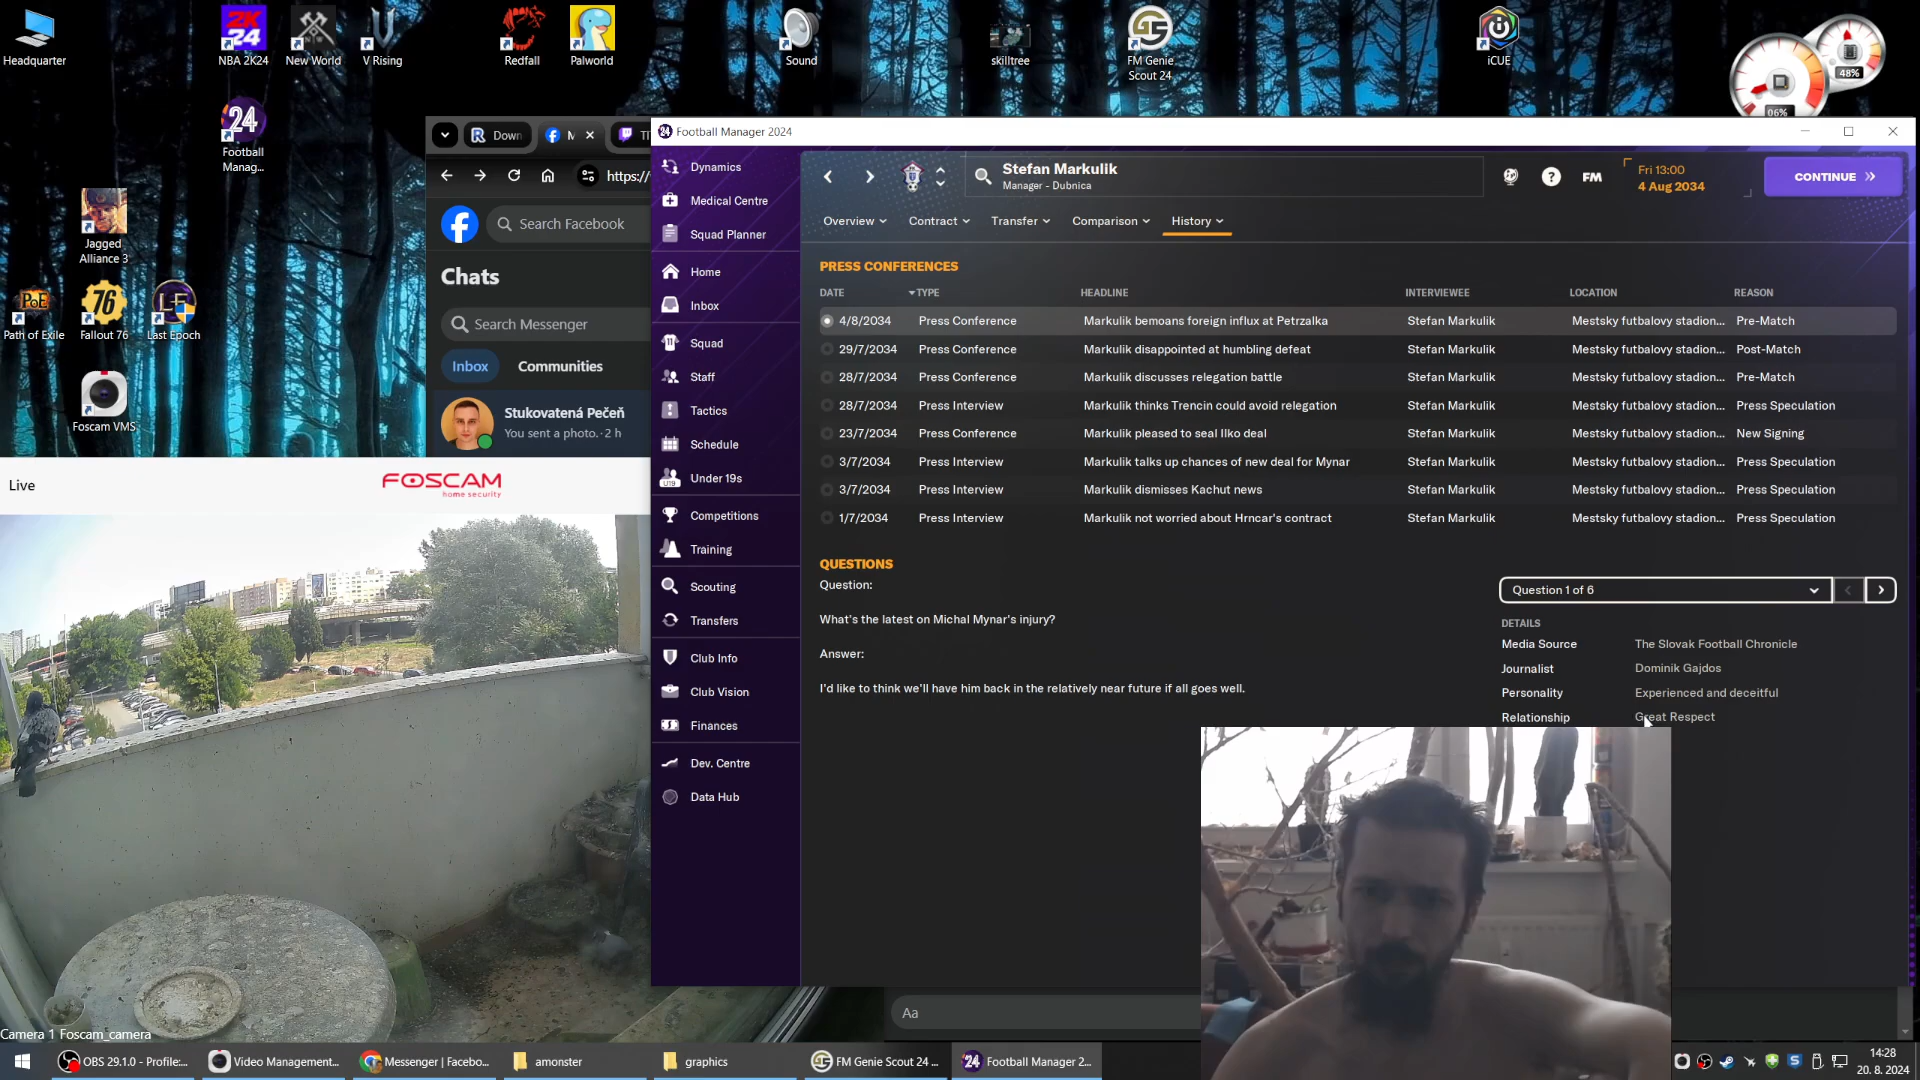 Headquarter
NBA 2K24
New World
V Rising
Redfall
Palworld
Sound
skilltree
FM Genie
Scout 24
iCUE
48%
06%
Football
Manag...
Jagged
Alliance 3
Path of Exile
Fallout 76
Last Epoch
Foscam VMS
Down
https://
Search Facebook
Chats
Search Messenger
Inbox
Communities
Stukovatená Pečeň
You sent a photo. · 2 h
Live
FOSCAM
home security
Camera 1 Foscam_camera
Football Manager 2024
Dynamics
Medical Centre
Squad Planner
Home
Inbox
Squad
Staff
Tactics
Schedule
Under 19s
Competitions
Training
Scouting
Transfers
Club Info
Club Vision
Finances
Dev. Centre
Data Hub
Stefan Markulik
Manager - Dubnica
FM
Fri 13:00
4 Aug 2034
CONTINUE
Overview
Contract
Transfer
Comparison
History
PRESS CONFERENCES
DATE TYPE HEADLINE INTERVIEWEE LOCATION REASON
4/8/2034 Press Conference Markulik bemoans foreign influx at Petrzalka Stefan Markulik Mestsky futbalovy stadion... Pre-Match
29/7/2034 Press Conference Markulik disappointed at humbling defeat Stefan Markulik Mestsky futbalovy stadion... Post-Match
28/7/2034 Press Conference Markulik discusses relegation battle Stefan Markulik Mestsky futbalovy stadion... Pre-Match
28/7/2034 Press Interview Markulik thinks Trencin could avoid relegation Stefan Markulik Mestsky futbalovy stadion... Press Speculation
23/7/2034 Press Conference Markulik pleased to seal Ilko deal Stefan Markulik Mestsky futbalovy stadion... New Signing
3/7/2034 Press Interview Markulik talks up chances of new deal for Mynar Stefan Markulik Mestsky futbalovy stadion... Press Speculation
3/7/2034 Press Interview Markulik dismisses Kachut news Stefan Markulik Mestsky futbalovy stadion... Press Speculation
1/7/2034 Press Interview Markulik not worried about Hrncar's contract Stefan Markulik Mestsky futbalovy stadion... Press Speculation
QUESTIONS
Question:
What's the latest on Michal Mynar's injury?
Answer:
I'd like to think we'll have him back in the relatively near future if all goes well.
Question 1 of 6
DETAILS
Media Source The Slovak Football Chronicle
Journalist Dominik Gajdos
Personality Experienced and deceitful
Relationship Great Respect
Aa
OBS 29.1.0 - Profile:...
Video Management...
Messenger | Facebo...
amonster
graphics
FM Genie Scout 24 ...
Football Manager 2...
14:28
20. 8. 2024